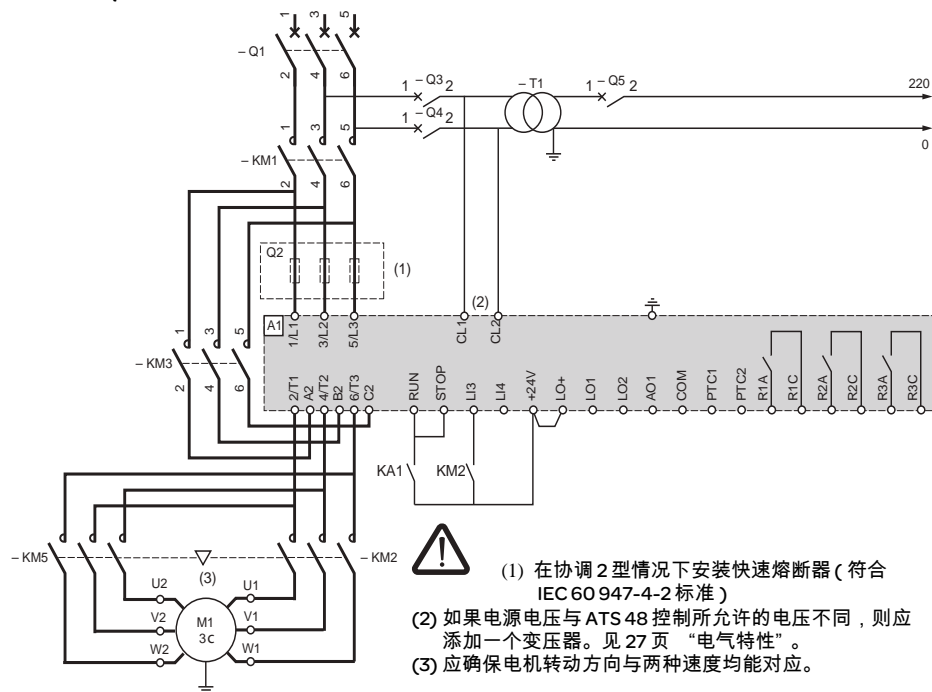 1 3 5
– Q1
2 4 6
1 – Q3 2
– T1
1 – Q5 2
220
1 – Q4 2
0
1 3 5
– KM1
2 4 6
Q2
(1)
(2)
A1
1/L1 3/L2 5/L3 CL1 CL2
1 3 5
– KM3
2 4 6
2/T1 A2 4/T2 B2 6/T3 C2 RUN STOP LI3 LI4 +24V LO+ LO1 LO2 AO1 COM PTC1 PTC2 R1A R1C R2A R2C R3A R3C
KA1
KM2
– KM5
– KM2
(3)
U2 U1
V2 V1
W2 W1
M1
3c
(1) 在协调2型情况下安装快速熔断器(符合
IEC 60 947-4-2标准)
(2) 如果电源电压与ATS 48控制所允许的电压不同,则应
添加一个变压器。见27页 “电气特性”。
(3) 应确保电机转动方向与两种速度均能对应。